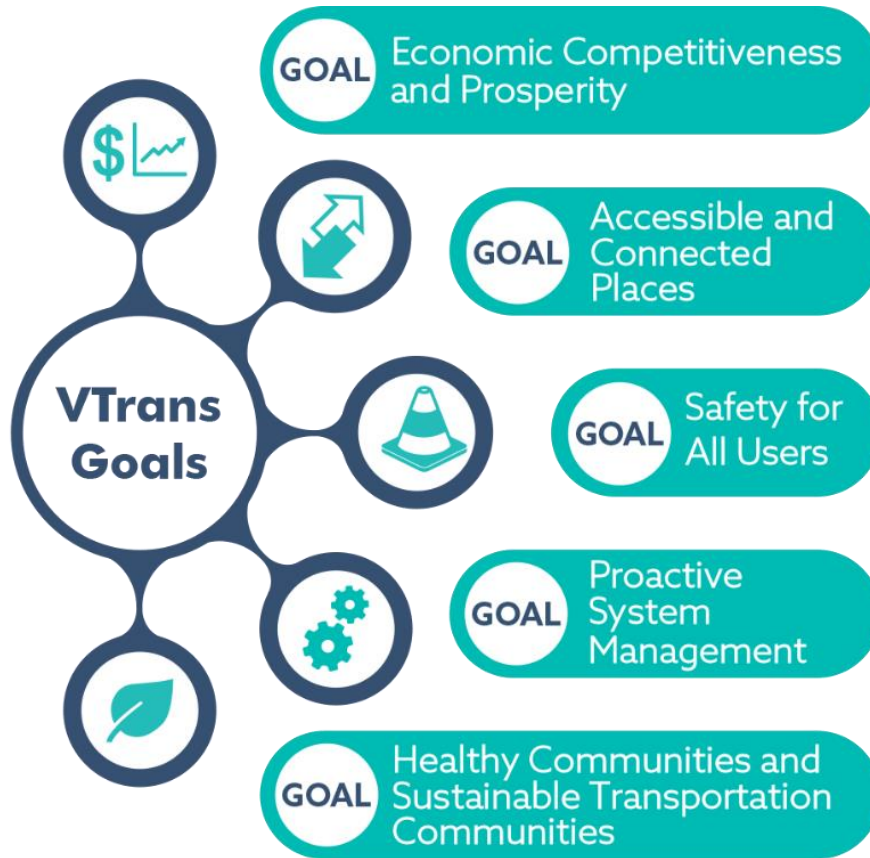 GOAL
Economic Competitiveness
and Prosperity
$
GOAL
Accessible and
Connected
Places
VTrans
Goals
GOAL
Safety for
All Users
GOAL
Proactive
System
Management
GOAL
Healthy Communities and
Sustainable Transportation
Communities